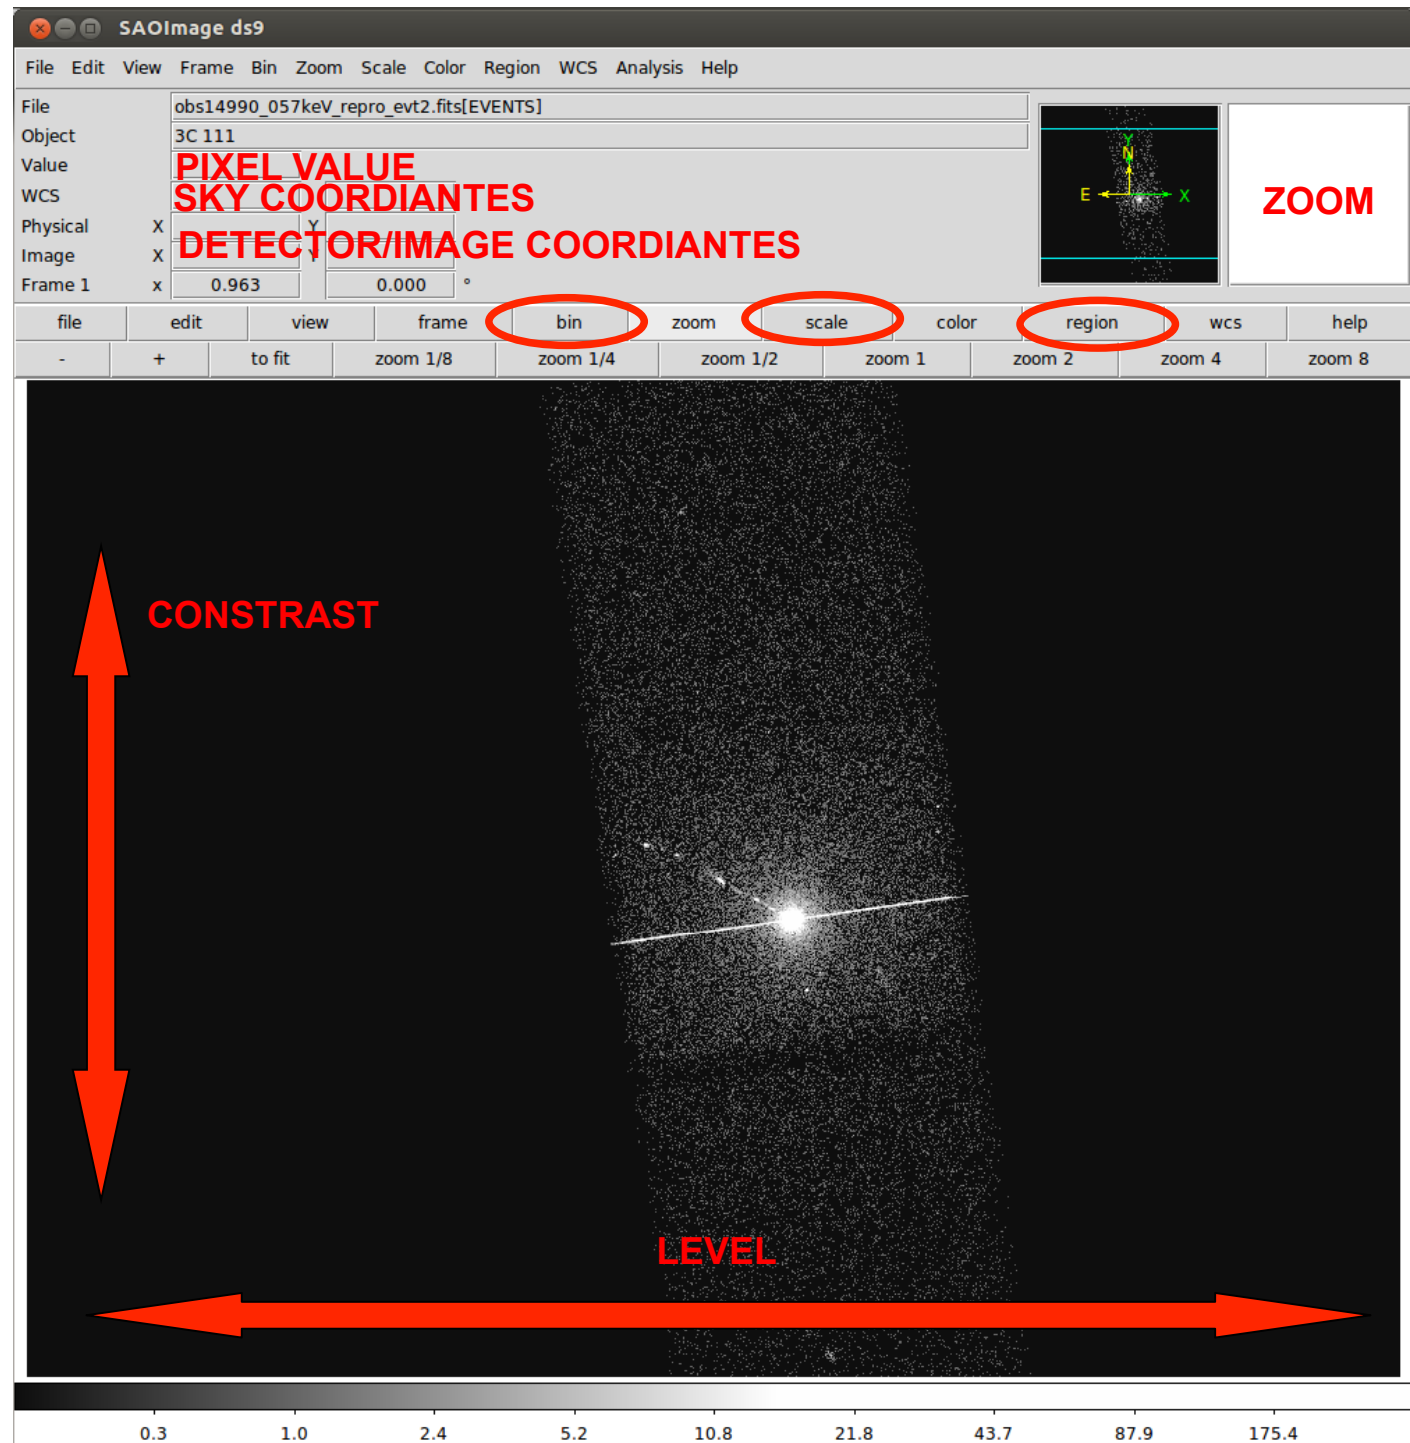 SAOImage ds9
File Edit View Frame Bin Zoom Scale Color Region WCS Analysis Help
File obs14990_057keV_repro_evt2.fits[EVENTS]
Object 3C 111
Value PIXEL VALUE
WCS SKY COORDIANTES
Physical X Y
DETECTOR/IMAGE COORDIANTES
Image X Y
Frame 1 x 0.963 0.000 °
Y
N
E X
ZOOM
file edit view frame bin zoom scale color region wcs help
- + to fit zoom 1/8 zoom 1/4 zoom 1/2 zoom 1 zoom 2 zoom 4 zoom 8
CONSTRAST
LEVEL
0.3 1.0 2.4 5.2 10.8 21.8 43.7 87.9 175.4